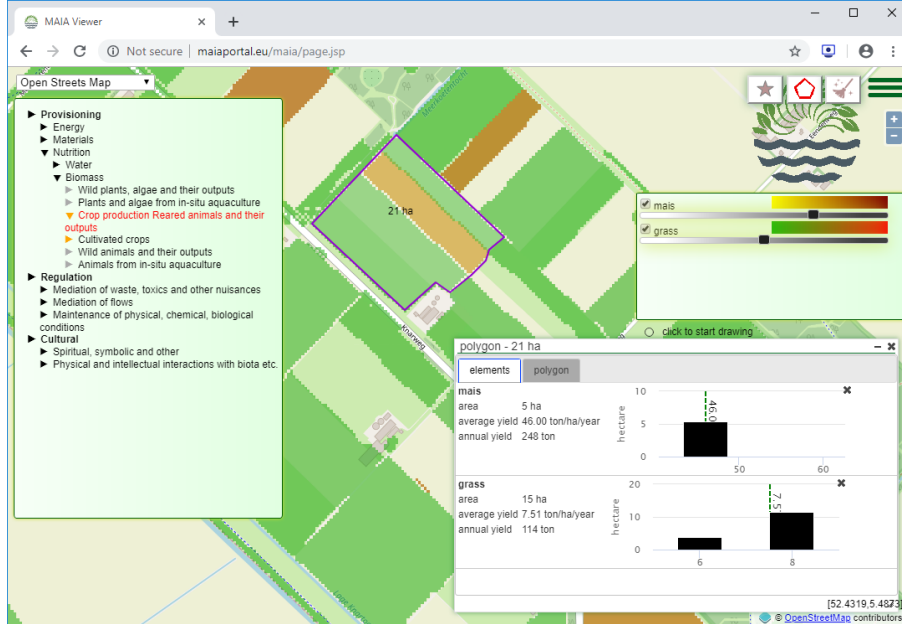 MAIA Viewer
Not secure | maiaportal.eu/maia/page.jsp
Open Streets Map
Provisioning
Energy
Materials
Nutrition
Water
Biomass
Wild plants, algae and their outputs
Plants and algae from in-situ aquaculture
Crop production Reared animals and their
outputs
Cultivated crops
Wild animals and their outputs
Animals from in-situ aquaculture
Regulation
Mediation of waste, toxics and other nuisances
Mediation of flows
Maintenance of physical, chemical, biological
conditions
Cultural
Spiritual, symbolic and other
Physical and intellectual interactions with biota etc.
21 ha
Knarweg
+
−
mais
grass
click to start drawing
polygon - 21 ha
elements
polygon
mais
area 5 ha
average yield 46.00 ton/ha/year
annual yield 248 ton
hectare
10
5
0
46.0
50
60
grass
area 15 ha
average yield 7.51 ton/ha/year
annual yield 114 ton
hectare
20
10
0
7.5
6
8
[52.4319,5.4873]
© OpenStreetMap contributors